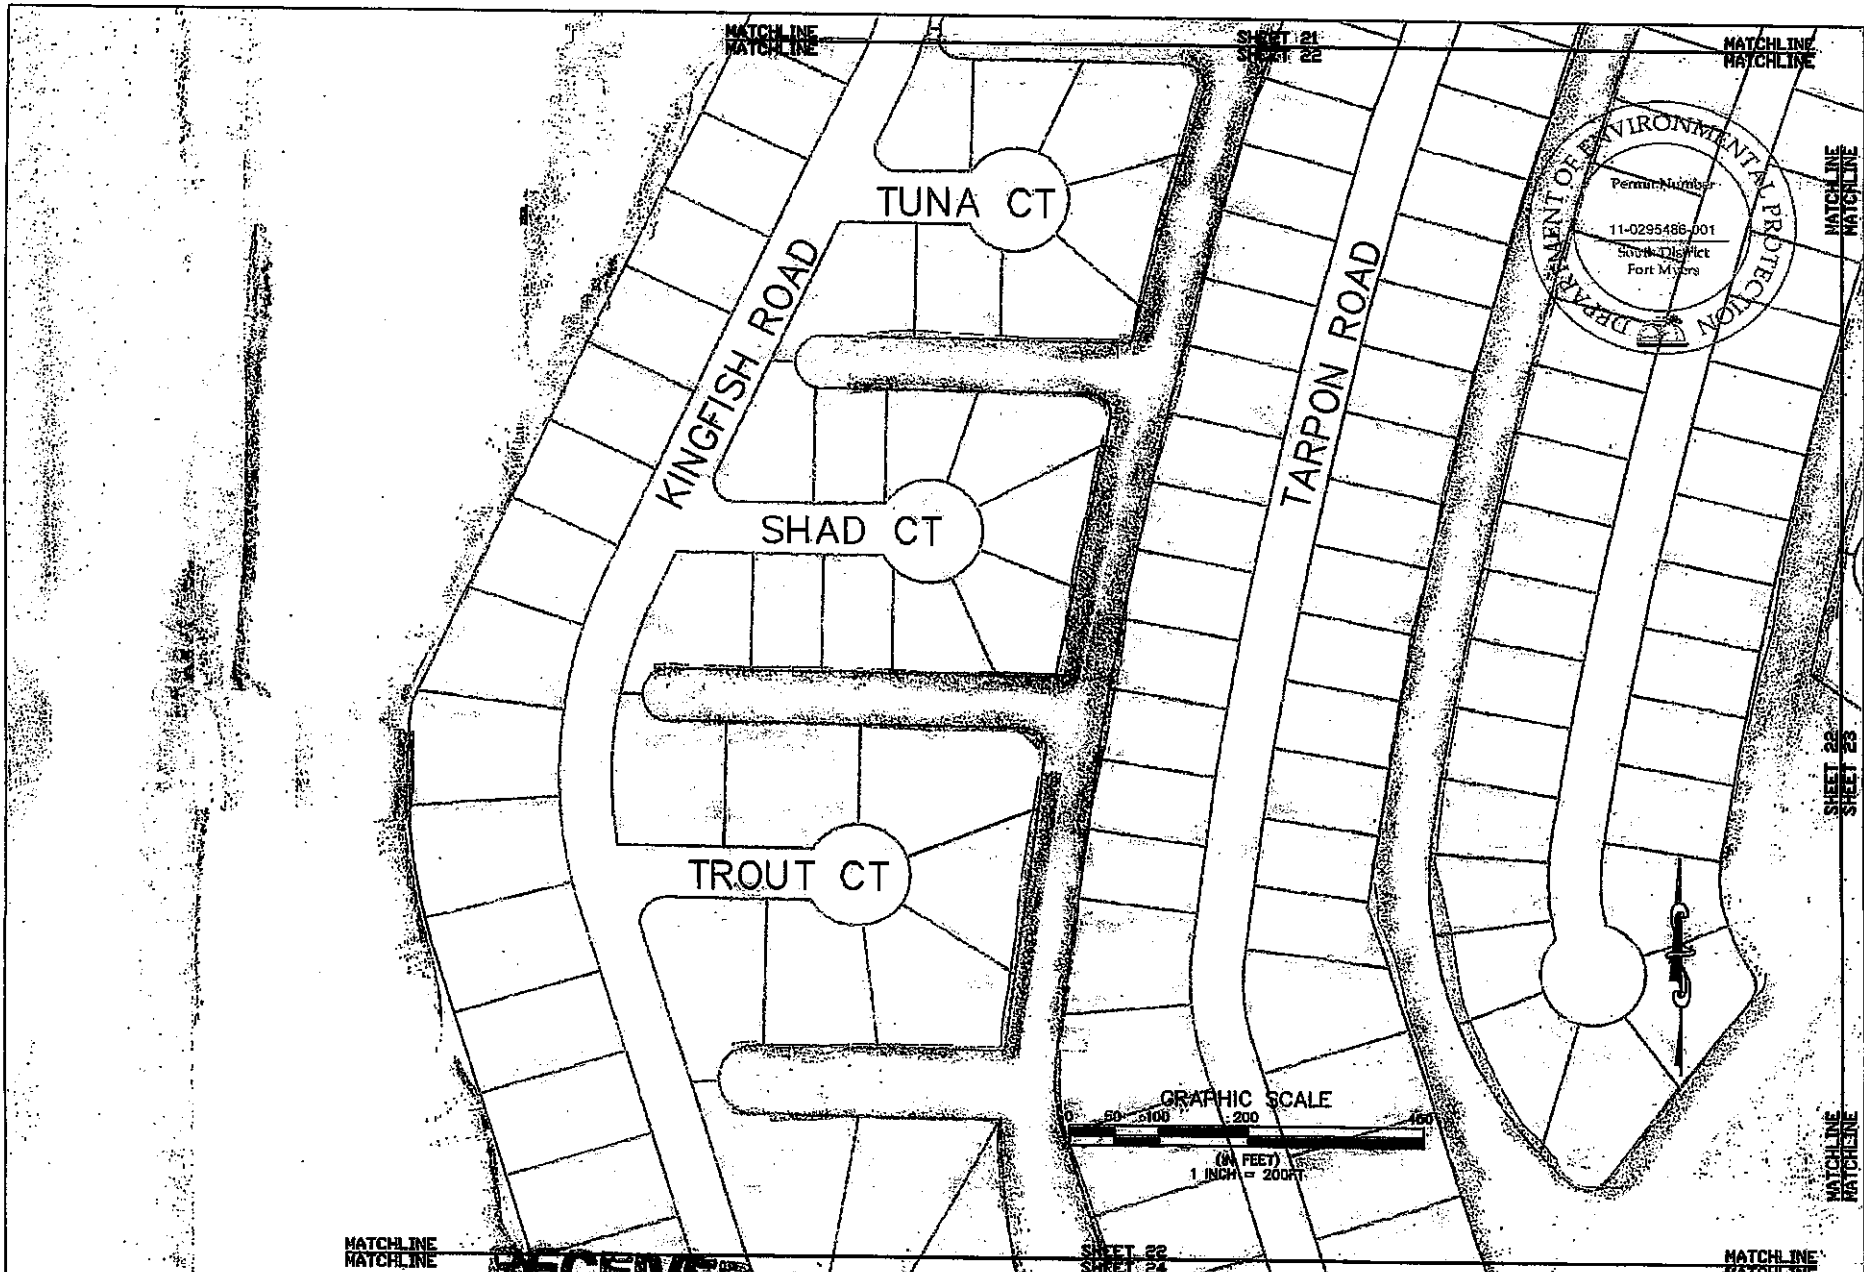 MATCHLINE
MATCHLINE
SHEET 21
SHEET 22
MATCHLINE
MATCHLINE
MATCHLINE
MATCHLINE
DEPARTMENT OF ENVIRONMENTAL PROTECTION
Permit Number
11-0295486-001
South District
Fort Myers
TUNA CT
KINGFISH ROAD
TARPON ROAD
SHAD CT
TROUT CT
SHEET 22
SHEET 23
GRAPHIC SCALE
0 50 100 200 400
(IN FEET)
1 INCH = 200FT
MATCHLINE
MATCHLINE
MATCHLINE
MATCHLINE
SHEET 22
SHEET 24
MATCHLINE
MATCHLINE